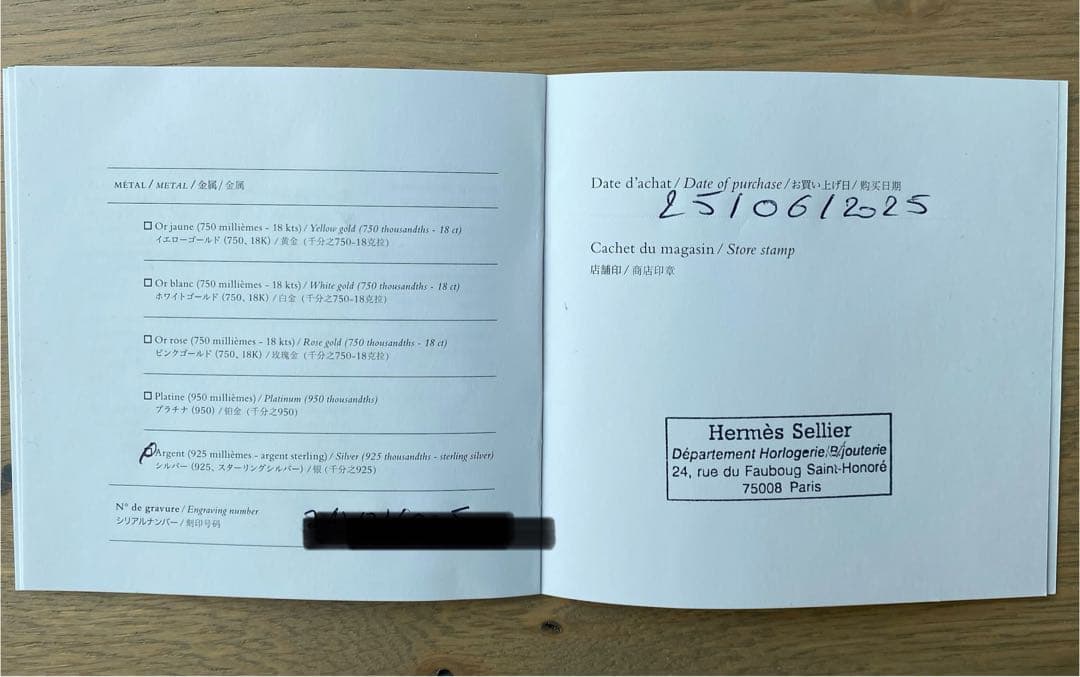 MÉTAL / METAL / 金属 / 金属
Or jaune (750 millièmes - 18 kts) / Yellow gold (750 thousandths - 18 ct)
イエローゴールド (750、18K) / 黄金 (千分之750-18克拉)
Or blanc (750 millièmes - 18 kts) / White gold (750 thousandths - 18 ct)
ホワイトゴールド (750、18K) / 白金 (千分之750-18克拉)
Or rose (750 millièmes - 18 kts) / Rose gold (750 thousandths - 18 ct)
ピンクゴールド (750、18K) / 玫瑰金 (千分之750-18克拉)
Platine (950 millièmes) / Platinum (950 thousandths)
プラチナ (950) / 铂金 (千分之950)
Argent (925 millièmes - argent sterling) / Silver (925 thousandths - sterling silver)
シルバー (925、スターリングシルバー) / 银 (千分之925)
N° de gravure / Engraving number
シリアルナンバー / 刻印号码
Date d'achat / Date of purchase / お買い上げ日 / 购买日期
25/06/2025
Cachet du magasin / Store stamp
店舗印 / 商店印章
Hermès Sellier
Département Horlogerie/Bijouterie
24, rue du Fauboug Saint-Honoré
75008 Paris